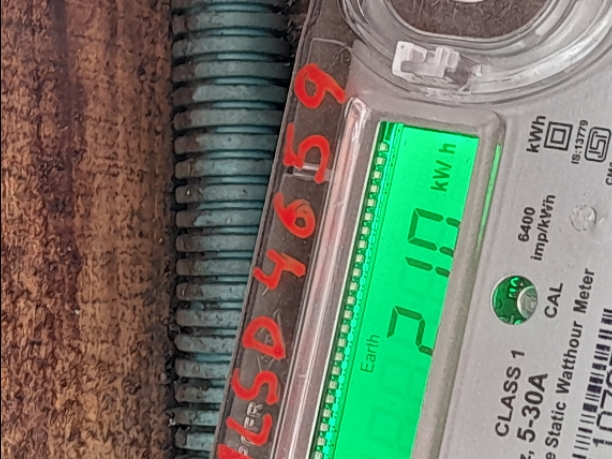 LSD4659
kWh
Earth
210
kWh
IS:13779
6400
imp/kWh
CAL
CLASS 1
5-30A
Static Watthour Meter